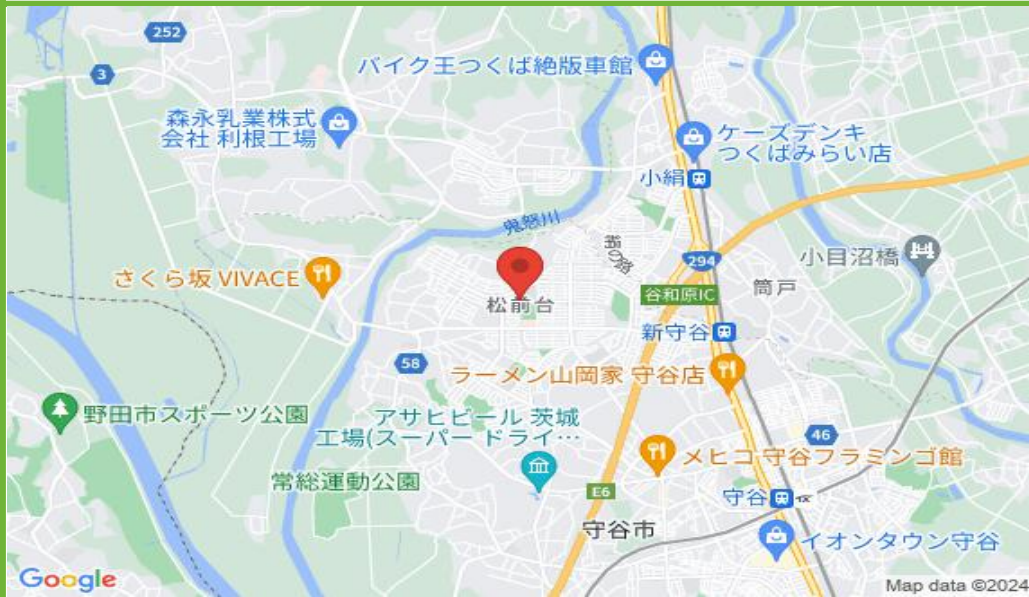 252
3
バイク王つくば絶版車館
森永乳業株式
会社 利根工場
ケーズデンキ
つくばみらい店
小絹
鬼怒川
294
小目沼橋
さくら坂 VIVACE
松前台
谷和原IC
筒戸
新守谷
58
ラーメン山岡家 守谷店
野田市スポーツ公園
アサヒビール 茨城
工場(スーパー ドライ…
46
メヒコ 守谷フラミンゴ館
常総運動公園
E6
守谷
守谷市
イオンタウン守谷
Google
Map data ©2024